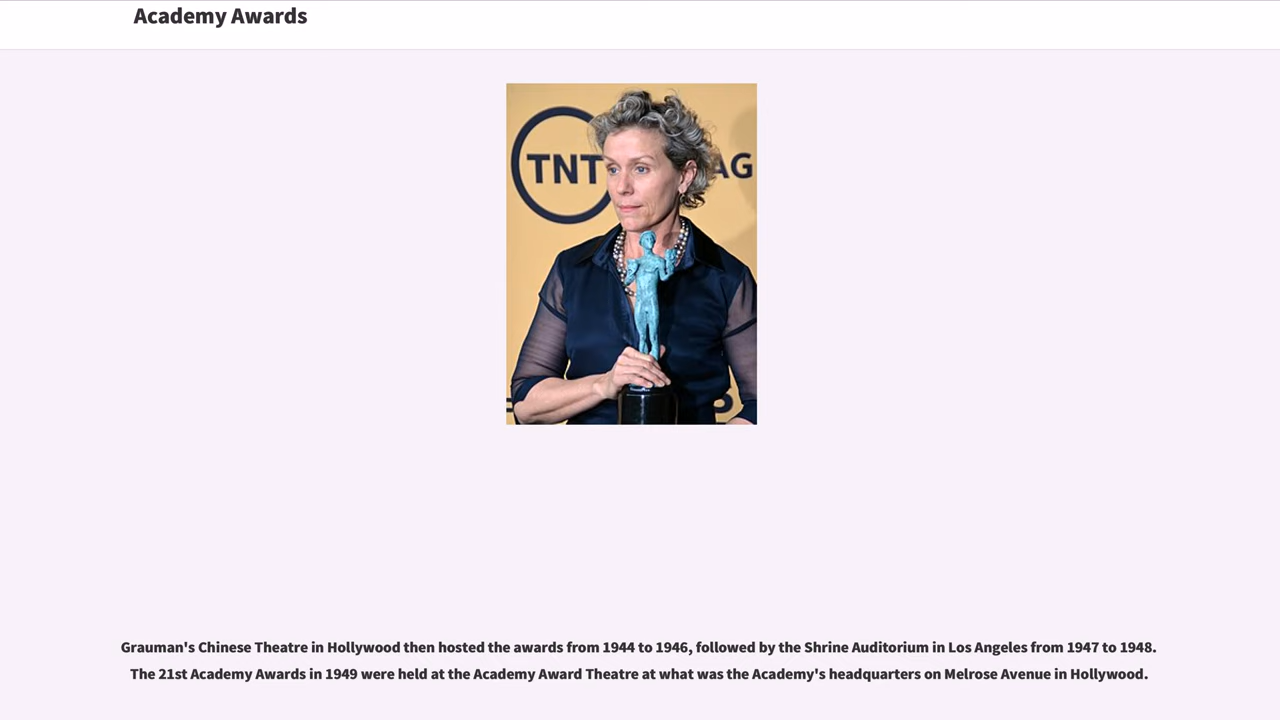 Academy Awards
TNT
AG
P
Grauman's Chinese Theatre in Hollywood then hosted the awards from 1944 to 1946, followed by the Shrine Auditorium in Los Angeles from 1947 to 1948.
The 21st Academy Awards in 1949 were held at the Academy Award Theatre at what was the Academy's headquarters on Melrose Avenue in Hollywood.